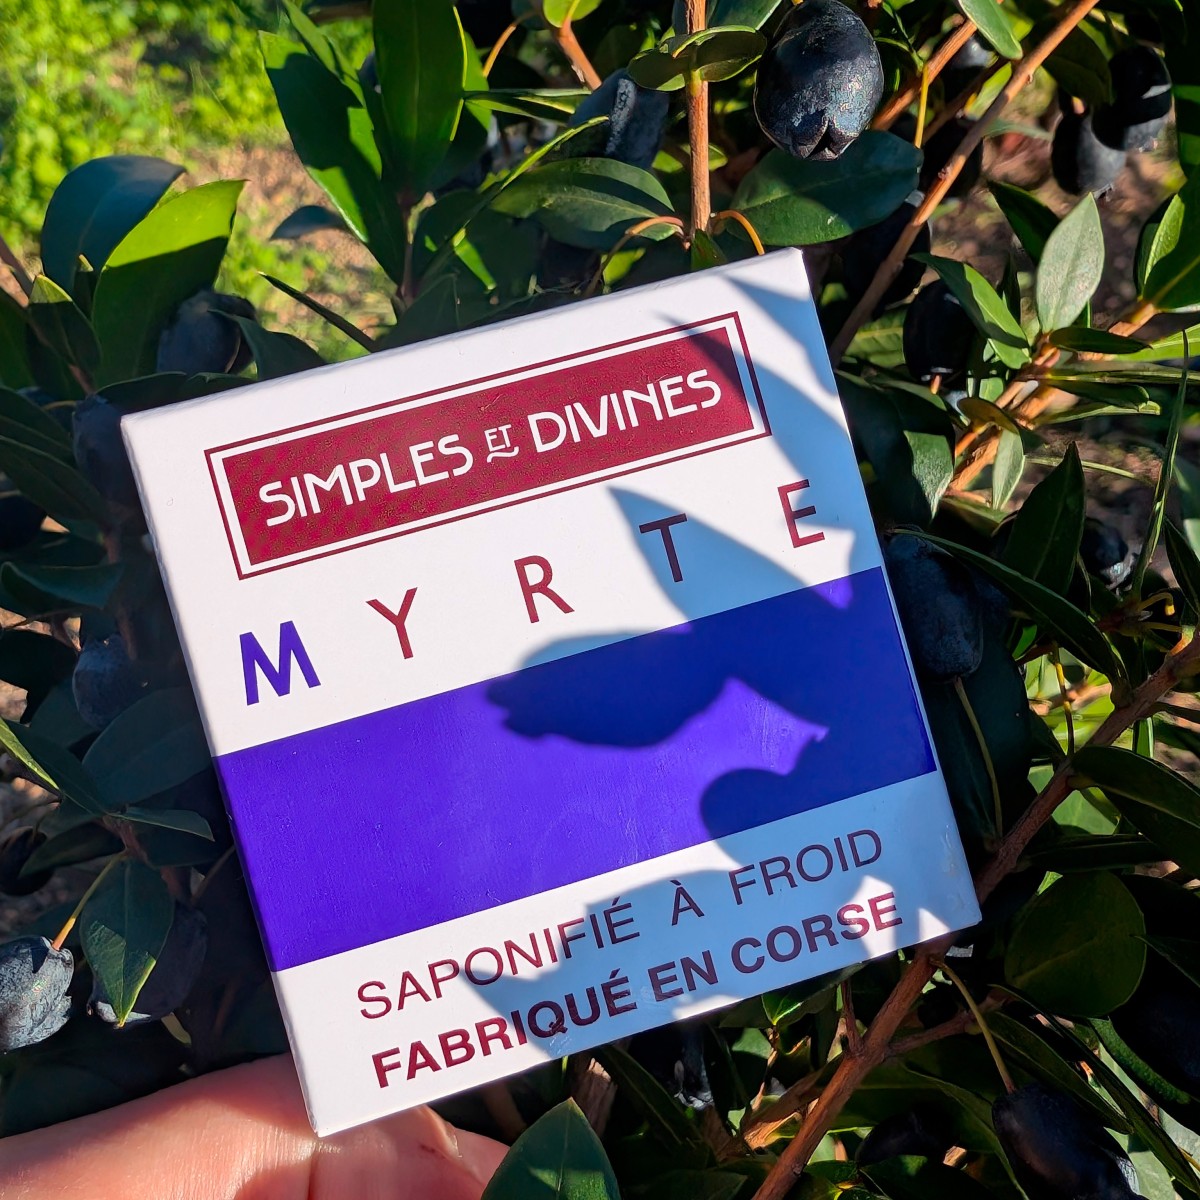 SIMPLES ET DIVINES
MYRTE
SAPONIFIÉ À FROID
FABRIQUÉ EN CORSE